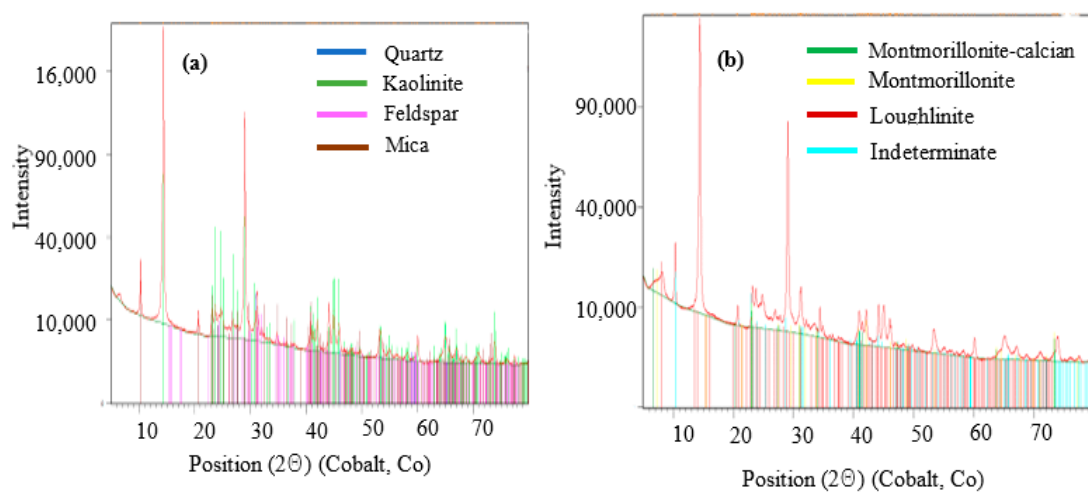 (a)
Quartz
Kaolinite
Feldspar
Mica
16,000
90,000
40,000
10,000
Intensity
10 20 30 40 50 60 70
Position (2Θ) (Cobalt, Co)
(b)
Montmorillonite-calcian
Montmorillonite
Loughlinite
Indeterminate
90,000
40,000
10,000
Intensity
10 20 30 40 50 60 70
Position (2Θ) (Cobalt, Co)